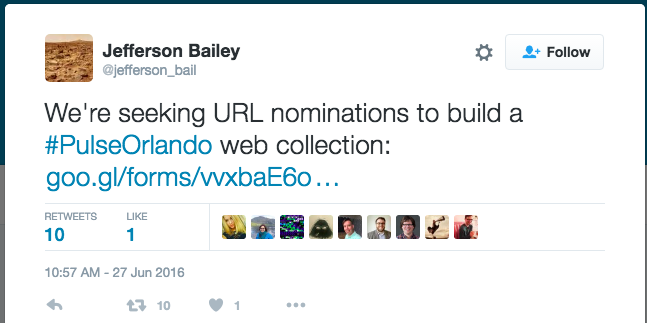 Jefferson Bailey
@jefferson_bail
Follow
We're seeking URL nominations to build a
#PulseOrlando web collection:
goo.gl/forms/vvxbaE6o…
RETWEETS LIKE
10 1
10:57 AM - 27 Jun 2016
10 1